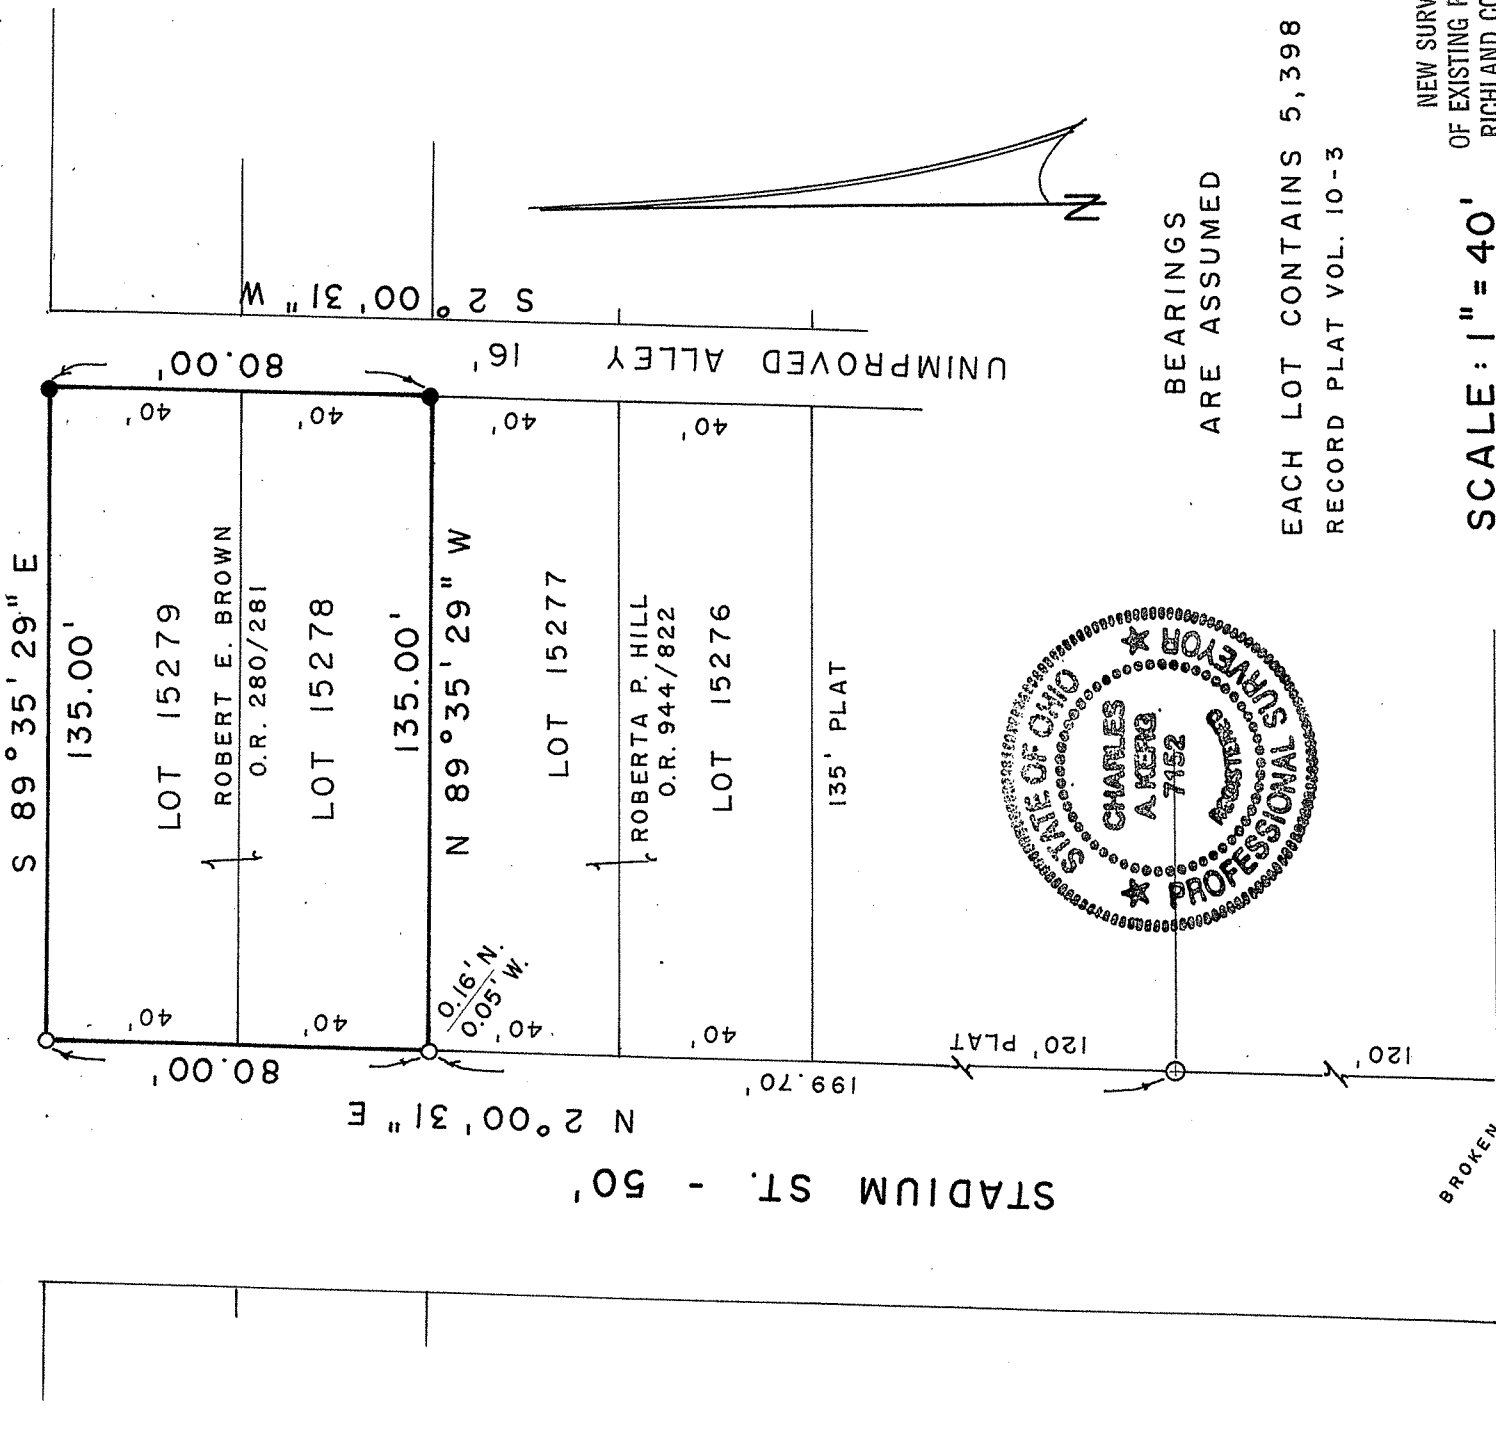 S 89° 35' 29" E
135.00'
LOT 15279
ROBERT E. BROWN
O.R. 280/281
LOT 15278
135.00'
N 89° 35' 29" W
LOT 15277
ROBERTA P. HILL
O.R. 944/822
LOT 15276
135' PLAT
S 2° 00' 31" W
UNIMPROVED ALLEY 16'
80.00'
40'
40'
40'
40'
40'
40'
40'
40'
80.00'
0.16' N.
0.05' W.
199.70'
120' PLAT
120'
N 2° 00' 31" E
STADIUM ST. - 50'
BROKEN
N
BEARINGS
ARE ASSUMED
EACH LOT CONTAINS 5,398
RECORD PLAT VOL. 10-3
STATE OF OHIO
CHARLES
A KERG
7152
REGISTERED
PROFESSIONAL SURVEYOR
SCALE: 1" = 40'
NEW SURV
OF EXISTING
RICHLAND CO